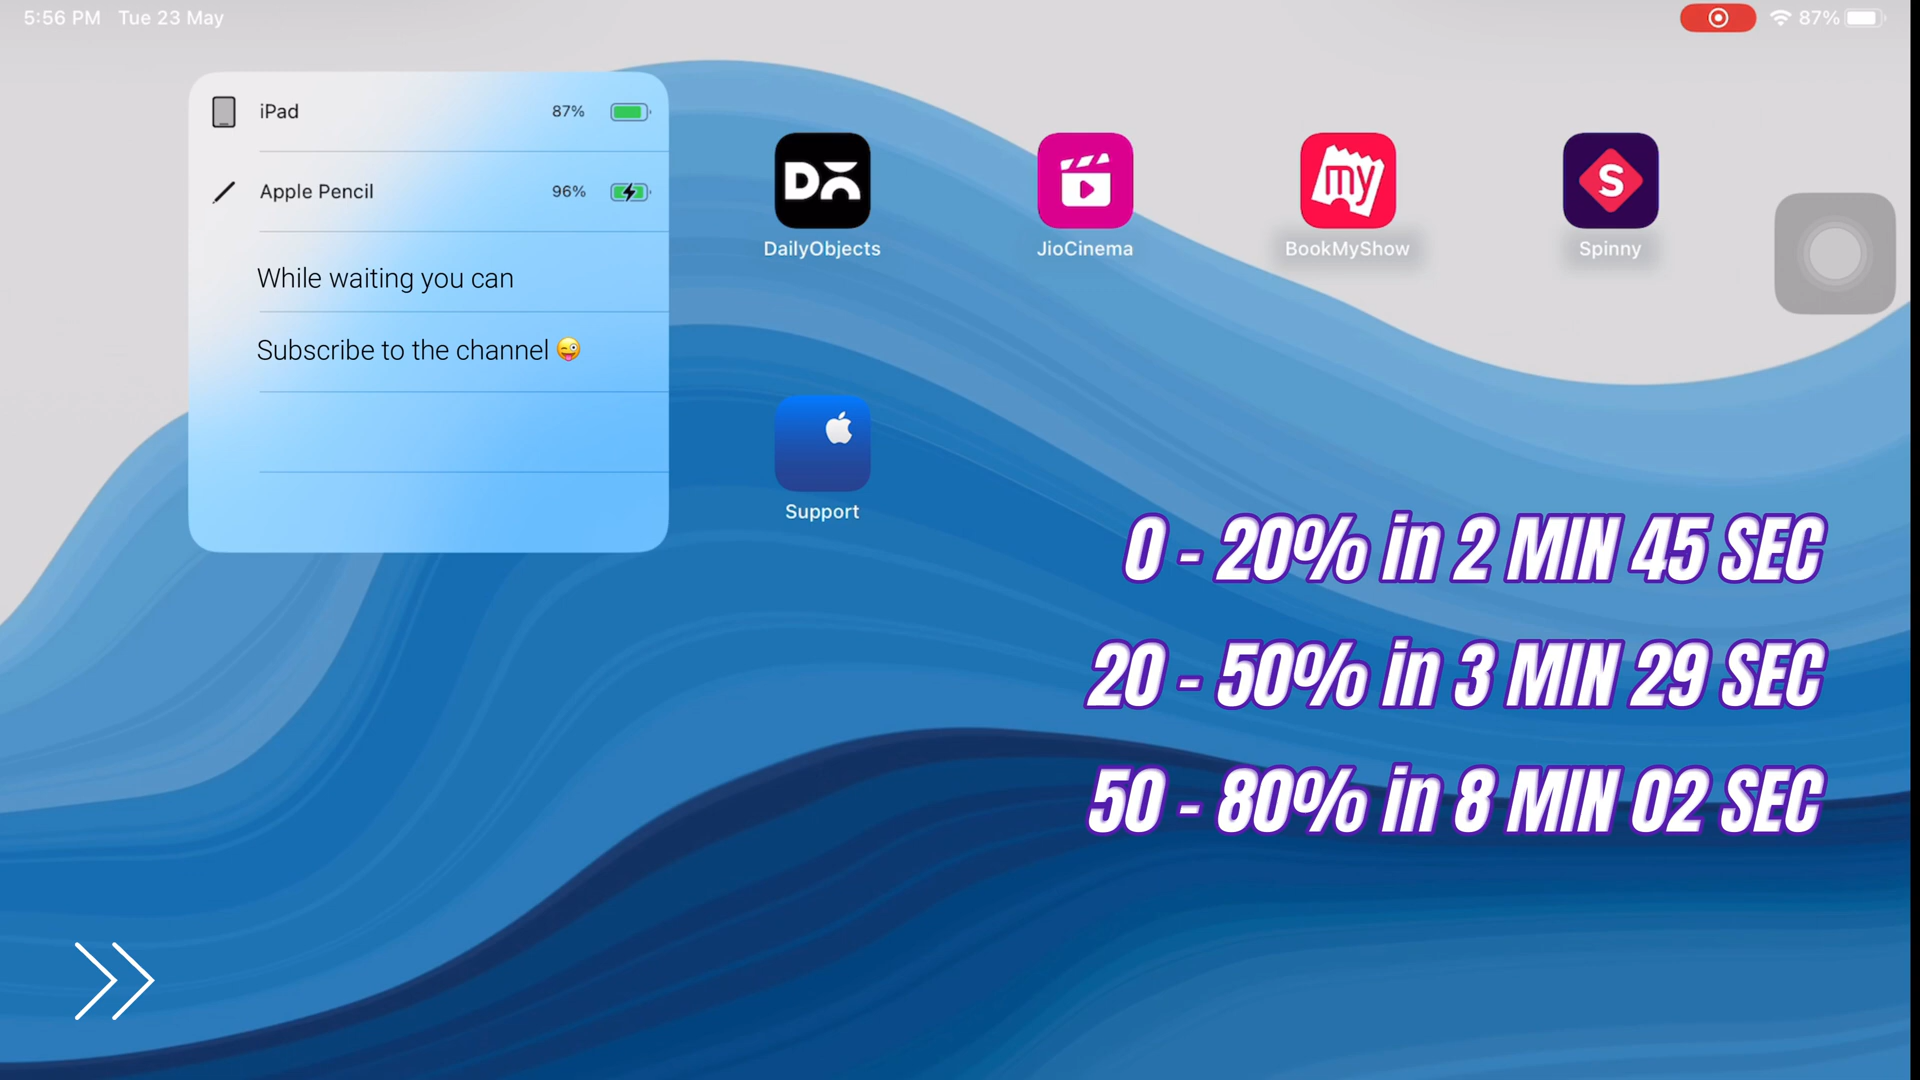 5:56 PM Tue 23 May
87%
iPad 87%
Apple Pencil 96%
While waiting you can
Subscribe to the channel 😜
DailyObjects
JioCinema
my
BookMyShow
S
Spinny
Support
0 - 20% in 2 MIN 45 SEC
20 - 50% in 3 MIN 29 SEC
50 - 80% in 8 MIN 02 SEC